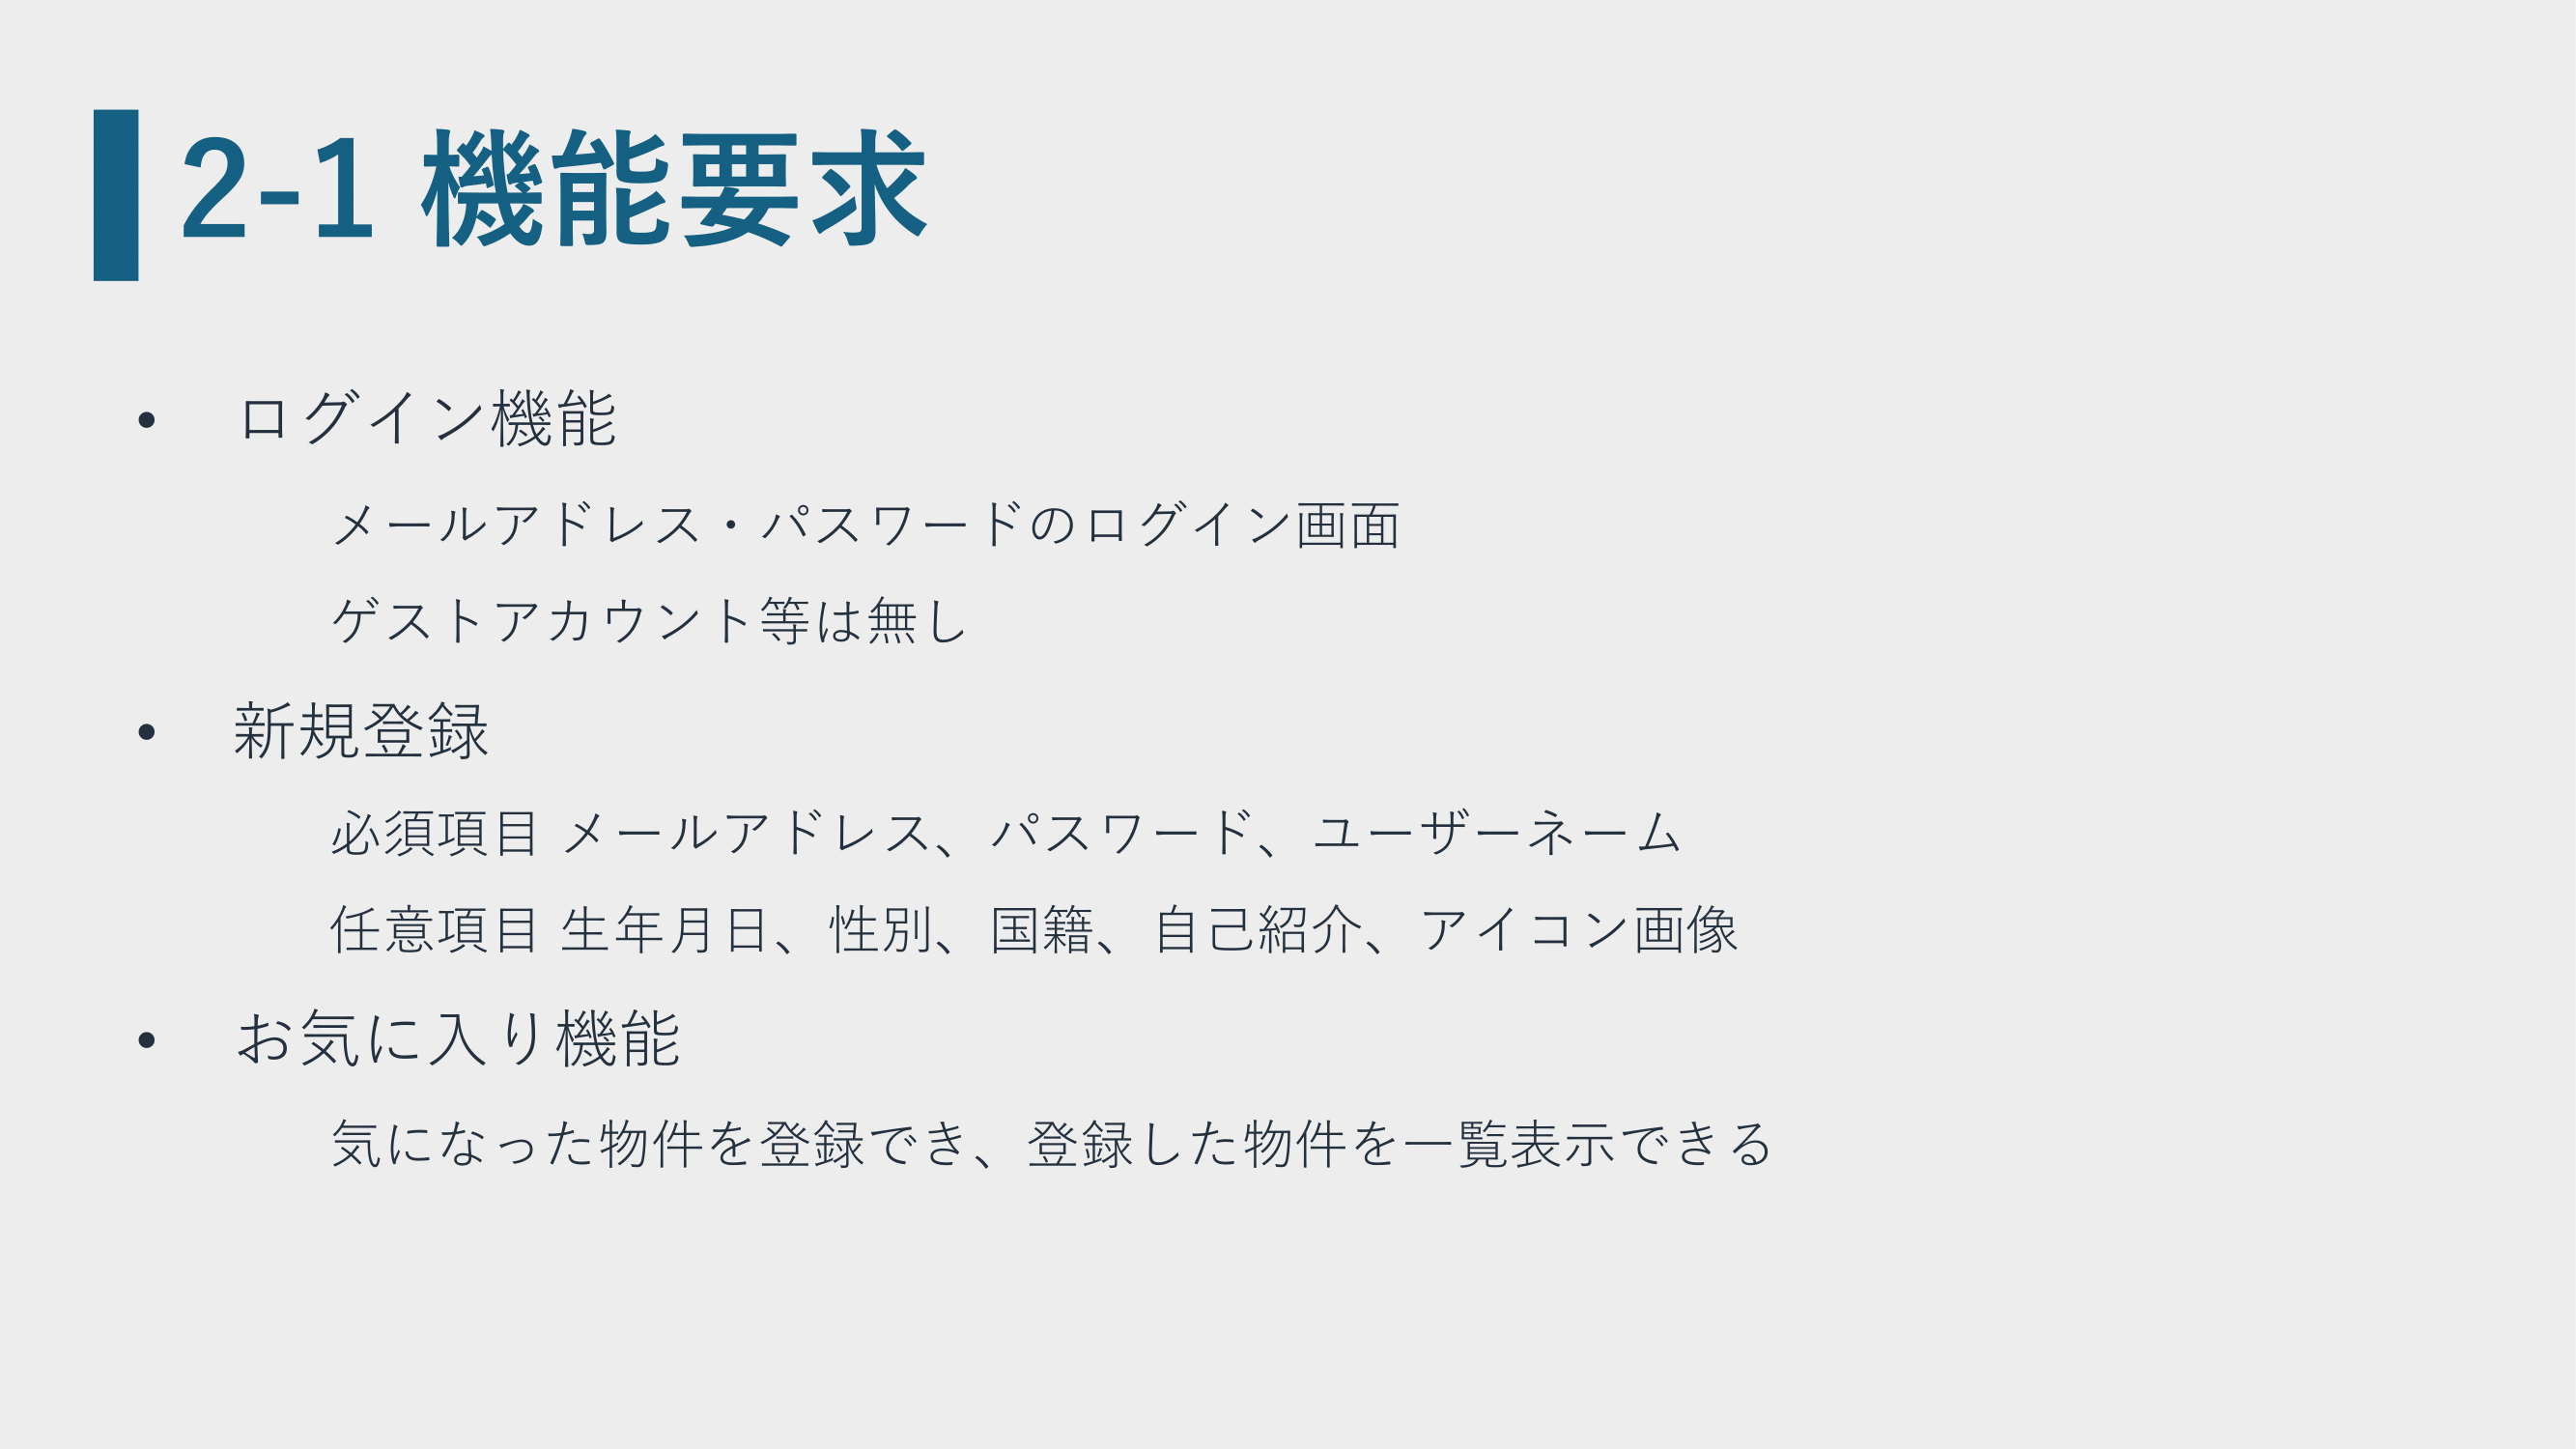 2-1 機能要求
• ログイン機能
メールアドレス・パスワードのログイン画面
ゲストアカウント等は無し
• 新規登録
必須項目 メールアドレス、パスワード、ユーザーネーム
任意項目 生年月日、性別、国籍、自己紹介、アイコン画像
• お気に入り機能
気になった物件を登録でき、登録した物件を一覧表示できる